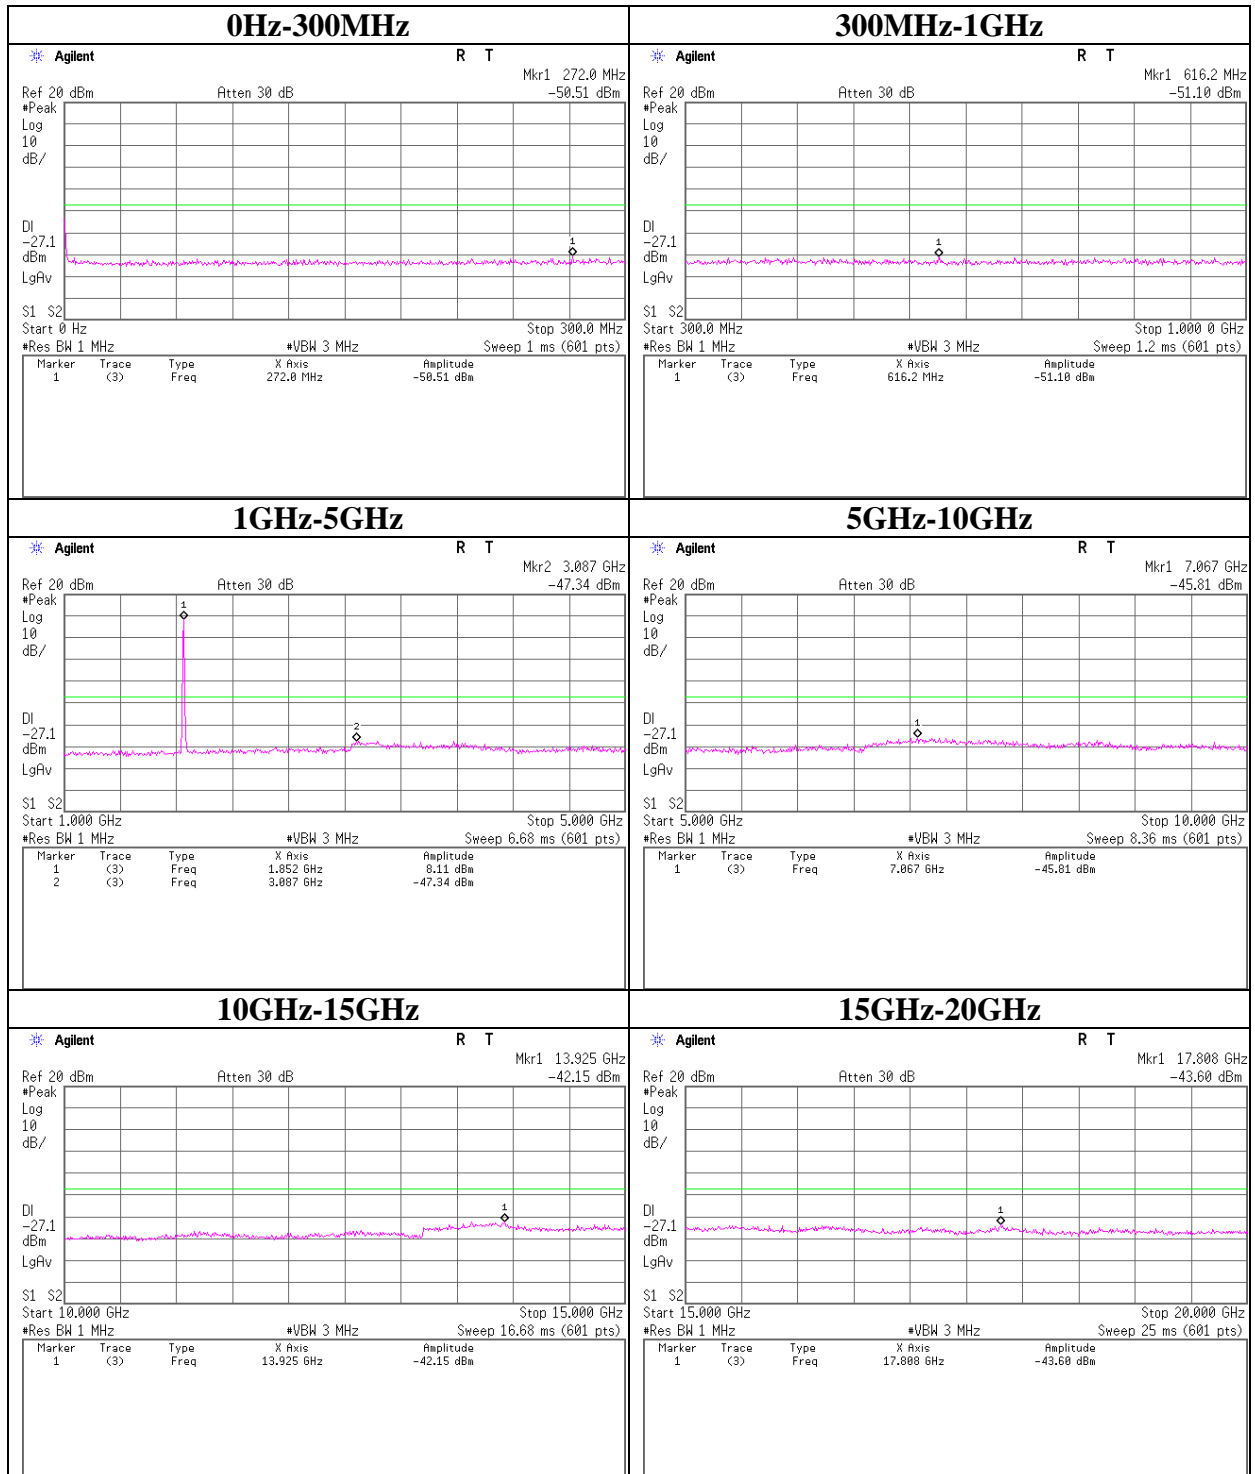 0Hz-300MHz
Agilent
R T
Mkr1 272.0 MHz
Ref 20 dBm Atten 30 dB -50.51 dBm
#Peak
Log
10
dB/
1
DI
-27.1
dBm
LgAv
S1 S2
Start 0 Hz Stop 300.0 MHz
#Res BW 1 MHz #VBW 3 MHz Sweep 1 ms (601 pts)
Marker Trace Type X Axis Amplitude
1 (3) Freq 272.0 MHz -50.51 dBm
300MHz-1GHz
Agilent
R T
Mkr1 616.2 MHz
Ref 20 dBm Atten 30 dB -51.10 dBm
#Peak
Log
10
dB/
1
DI
-27.1
dBm
LgAv
S1 S2
Start 300.0 MHz Stop 1.000 0 GHz
#Res BW 1 MHz #VBW 3 MHz Sweep 1.2 ms (601 pts)
Marker Trace Type X Axis Amplitude
1 (3) Freq 616.2 MHz -51.10 dBm
1GHz-5GHz
Agilent
R T
Mkr2 3.087 GHz
Ref 20 dBm Atten 30 dB -47.34 dBm
#Peak
Log
10
dB/
1
2
DI
-27.1
dBm
LgAv
S1 S2
Start 1.000 GHz Stop 5.000 GHz
#Res BW 1 MHz #VBW 3 MHz Sweep 6.68 ms (601 pts)
Marker Trace Type X Axis Amplitude
1 (3) Freq 1.852 GHz 8.11 dBm
2 (3) Freq 3.087 GHz -47.34 dBm
5GHz-10GHz
Agilent
R T
Mkr1 7.067 GHz
Ref 20 dBm Atten 30 dB -45.81 dBm
#Peak
Log
10
dB/
1
DI
-27.1
dBm
LgAv
S1 S2
Start 5.000 GHz Stop 10.000 GHz
#Res BW 1 MHz #VBW 3 MHz Sweep 8.36 ms (601 pts)
Marker Trace Type X Axis Amplitude
1 (3) Freq 7.067 GHz -45.81 dBm
10GHz-15GHz
Agilent
R T
Mkr1 13.925 GHz
Ref 20 dBm Atten 30 dB -42.15 dBm
#Peak
Log
10
dB/
1
DI
-27.1
dBm
LgAv
S1 S2
Start 10.000 GHz Stop 15.000 GHz
#Res BW 1 MHz #VBW 3 MHz Sweep 16.68 ms (601 pts)
Marker Trace Type X Axis Amplitude
1 (3) Freq 13.925 GHz -42.15 dBm
15GHz-20GHz
Agilent
R T
Mkr1 17.808 GHz
Ref 20 dBm Atten 30 dB -43.60 dBm
#Peak
Log
10
dB/
1
DI
-27.1
dBm
LgAv
S1 S2
Start 15.000 GHz Stop 20.000 GHz
#Res BW 1 MHz #VBW 3 MHz Sweep 25 ms (601 pts)
Marker Trace Type X Axis Amplitude
1 (3) Freq 17.808 GHz -43.60 dBm